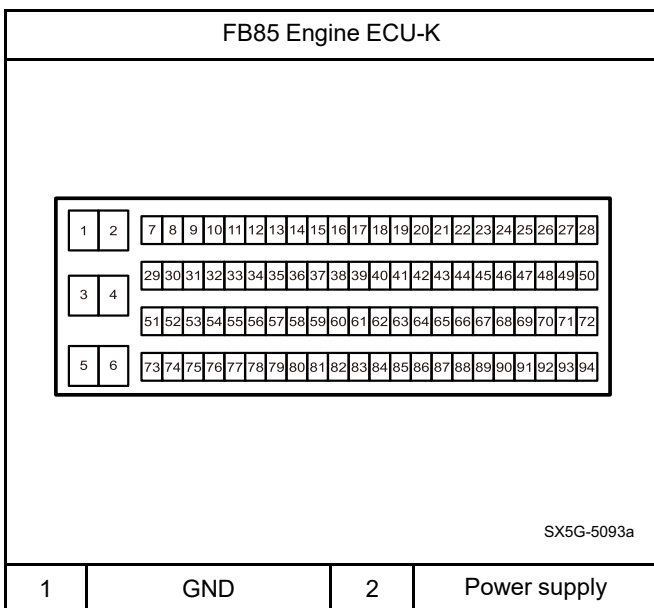 FB85 Engine ECU-K
1 2 7 8 9 10 11 12 13 14 15 16 17 18 19 20 21 22 23 24 25 26 27 28
3 4 29 30 31 32 33 34 35 36 37 38 39 40 41 42 43 44 45 46 47 48 49 50
51 52 53 54 55 56 57 58 59 60 61 62 63 64 65 66 67 68 69 70 71 72
5 6 73 74 75 76 77 78 79 80 81 82 83 84 85 86 87 88 89 90 91 92 93 94
SX5G-5093a
1 GND 2 Power supply